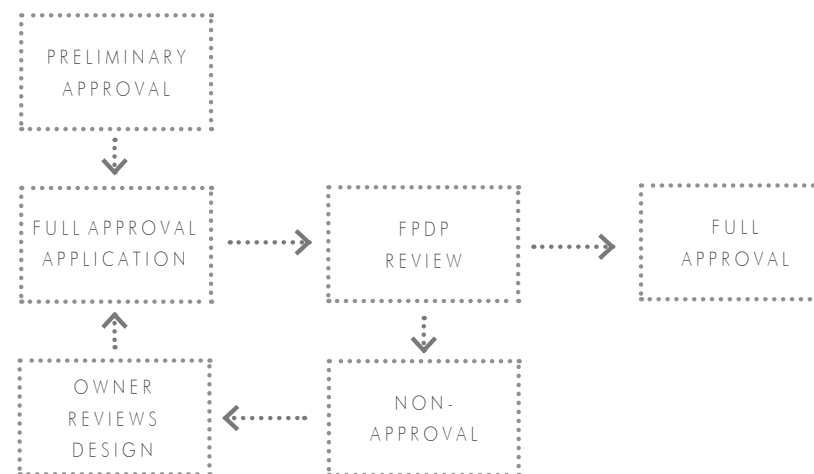 PRELIMINARY
APPROVAL
FULL APPROVAL
APPLICATION
FPDP
REVIEW
FULL
APPROVAL
OWNER
REVIEWS
DESIGN
NON-
APPROVAL